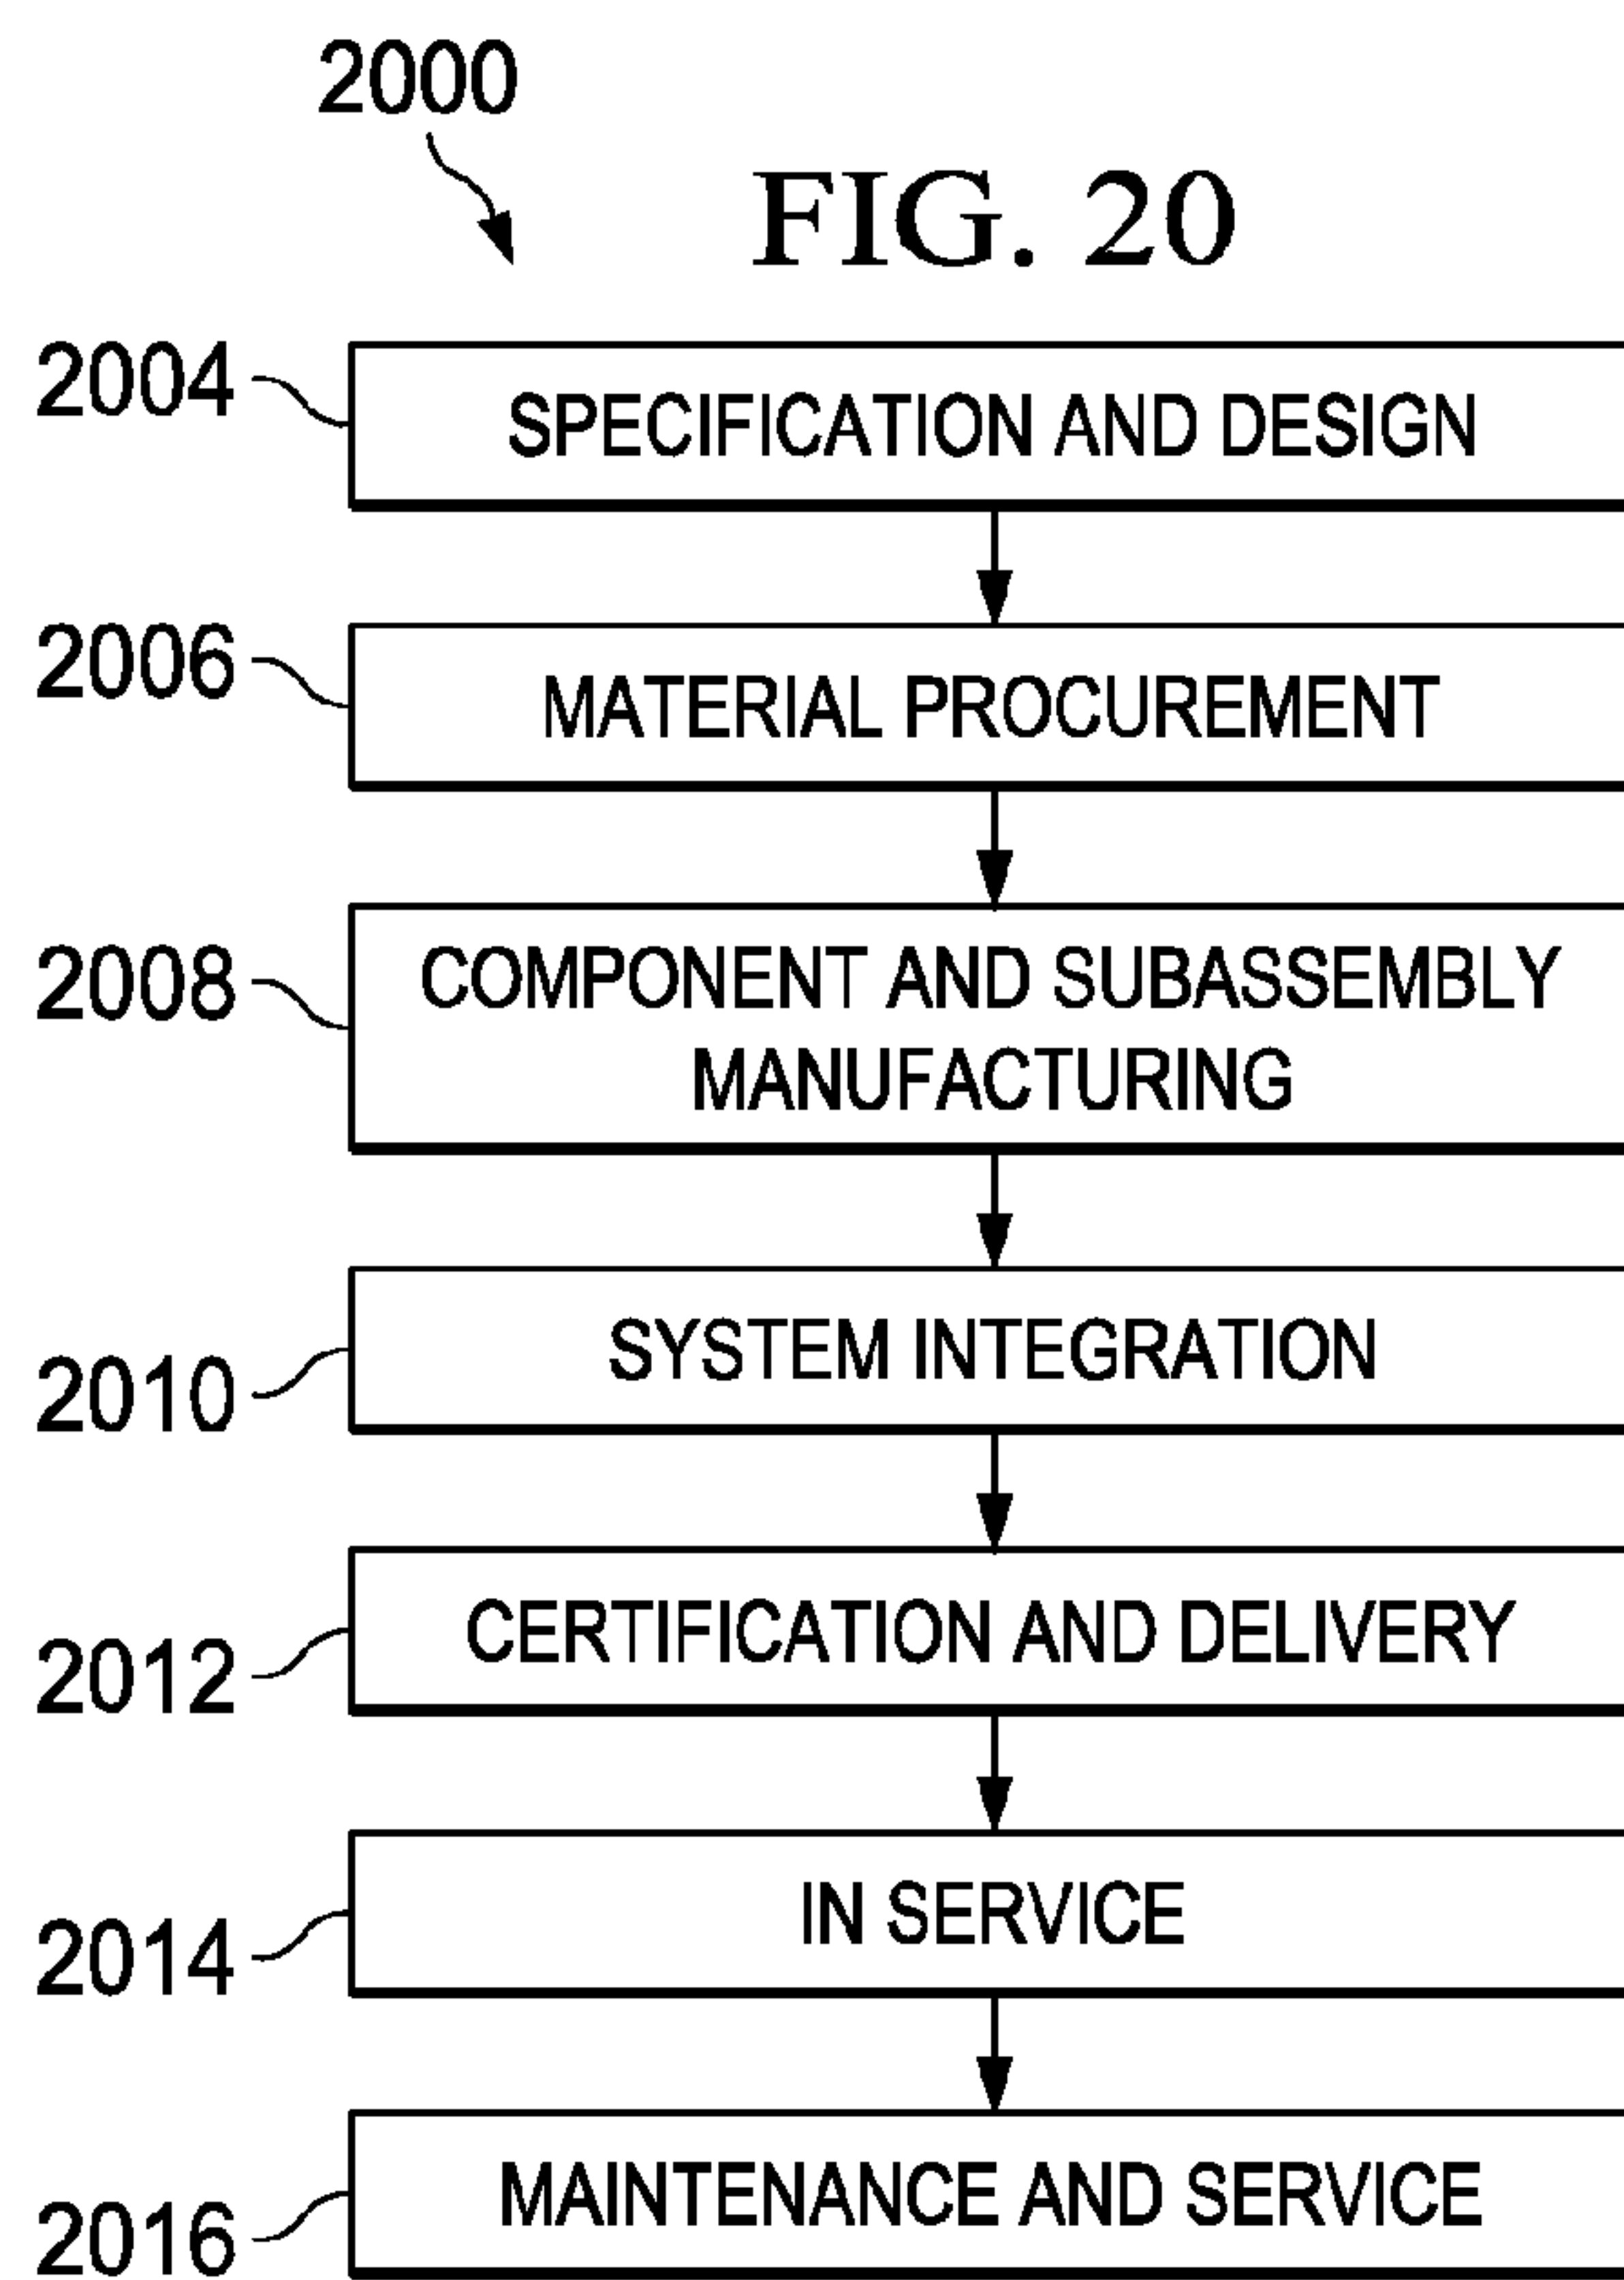 2000
FIG. 20
2004
SPECIFICATION AND DESIGN
2006
MATERIAL PROCUREMENT
2008
COMPONENT AND SUBASSEMBLY
MANUFACTURING
2010
SYSTEM INTEGRATION
2012
CERTIFICATION AND DELIVERY
2014
IN SERVICE
2016
MAINTENANCE AND SERVICE